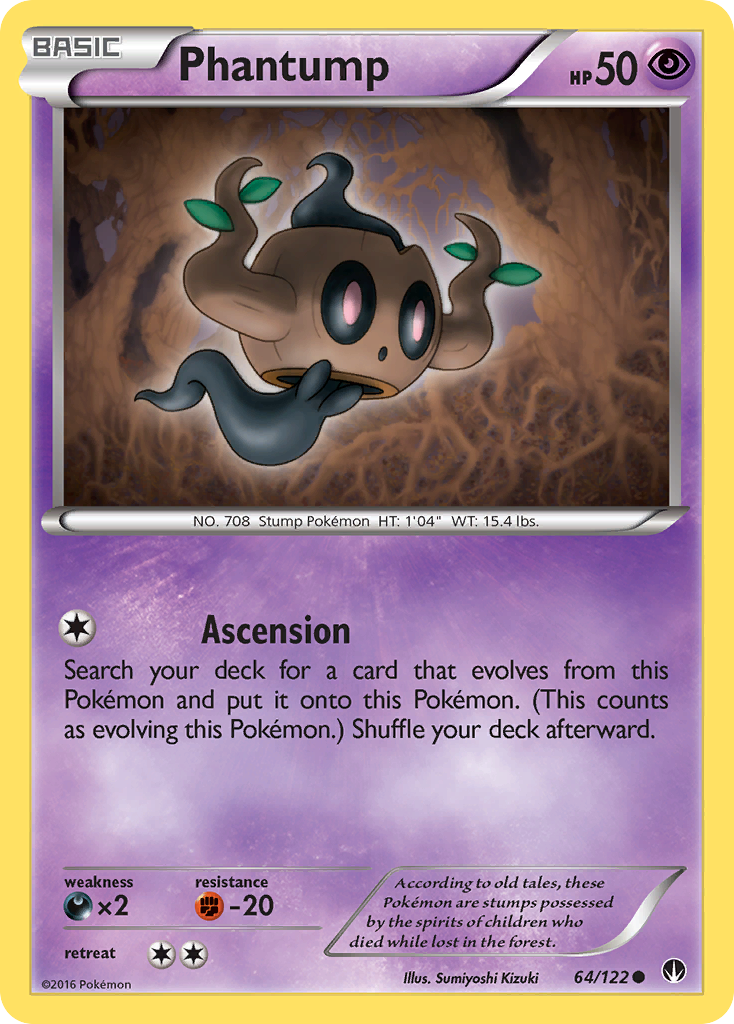 BASIC
Phantump
HP 50
NO. 708 Stump Pokémon HT: 1'04" WT: 15.4 lbs.
Ascension
Search your deck for a card that evolves from this
Pokémon and put it onto this Pokémon. (This counts
as evolving this Pokémon.) Shuffle your deck afterward.
weakness resistance
×2 -20
retreat
According to old tales, these
Pokémon are stumps possessed
by the spirits of children who
died while lost in the forest.
©2016 Pokémon Illus. Sumiyoshi Kizuki 64/122